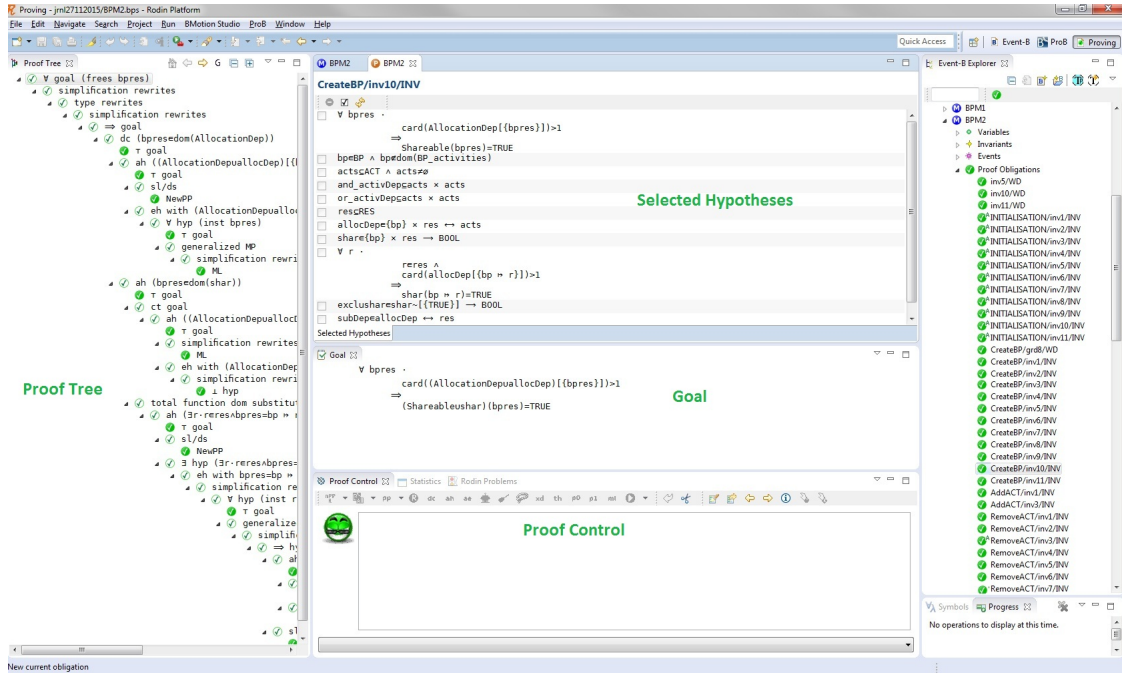 Proving - jrnl27112015/BPM2.bps - Rodin Platform
File Edit Navigate Search Project Run BMotion Studio ProB Window Help
Quick Access Event-B ProB Proving
Proof Tree
∀ goal (frees bpres)
simplification rewrites
type rewrites
simplification rewrites
⇒ goal
dc (bpres∈dom(AllocationDep))
⊤ goal
ah ((AllocationDep∪allocDep)[{
⊤ goal
sl/ds
NewPP
eh with (AllocationDep∪alloc
∀ hyp (inst bpres)
⊤ goal
generalized MP
simplification rewri
ML
ah (bpres∈dom(shar))
⊤ goal
ct goal
ah ((AllocationDep∪allocD
⊤ goal
simplification rewrites
ML
eh with (AllocationDep
simplification rewri
⊥ hyp
total function dom substitut
ah (∃r·r∈res∧bpres=bp ↦ r
⊤ goal
sl/ds
NewPP
∃ hyp (∃r·r∈res∧bpres=
eh with bpres=bp ↦
simplification re
∀ hyp (inst r
⊤ goal
generalize
simplifi
⇒ hy
ah
sl
Proof Tree
BPM2 BPM2
CreateBP/inv10/INV
∀ bpres ·
card(AllocationDep[{bpres}])>1
⇒
Shareable(bpres)=TRUE
bp∈BP ∧ bp∉dom(BP_activities)
acts⊆ACT ∧ acts≠∅
and_activDep⊆acts × acts
or_activDep⊆acts × acts
res⊆RES
allocDep∈{bp} × res ↔ acts
shar∈{bp} × res → BOOL
∀ r ·
r∈res ∧
card(allocDep[{bp ↦ r}])>1
⇒
shar(bp ↦ r)=TRUE
exclushar∈shar~[{TRUE}] → BOOL
subDep∈allocDep ↔ res
Selected Hypotheses
Selected Hypotheses
Goal
∀ bpres ·
card((AllocationDep∪allocDep)[{bpres}])>1
⇒
(Shareable∪shar)(bpres)=TRUE
Goal
Proof Control Statistics Rodin Problems
Proof Control
Event-B Explorer
BPM1
BPM2
Variables
Invariants
Events
Proof Obligations
inv5/WD
inv10/WD
inv11/WD
INITIALISATION/inv1/INV
INITIALISATION/inv2/INV
INITIALISATION/inv3/INV
INITIALISATION/inv4/INV
INITIALISATION/inv5/INV
INITIALISATION/inv6/INV
INITIALISATION/inv7/INV
INITIALISATION/inv8/INV
INITIALISATION/inv9/INV
INITIALISATION/inv10/INV
INITIALISATION/inv11/INV
CreateBP/grd8/WD
CreateBP/inv1/INV
CreateBP/inv2/INV
CreateBP/inv3/INV
CreateBP/inv4/INV
CreateBP/inv5/INV
CreateBP/inv6/INV
CreateBP/inv7/INV
CreateBP/inv8/INV
CreateBP/inv9/INV
CreateBP/inv10/INV
CreateBP/inv11/INV
AddACT/inv1/INV
AddACT/inv3/INV
RemoveACT/inv1/INV
RemoveACT/inv2/INV
RemoveACT/inv3/INV
RemoveACT/inv4/INV
RemoveACT/inv5/INV
RemoveACT/inv6/INV
RemoveACT/inv7/INV
Symbols Progress
No operations to display at this time.
New current obligation